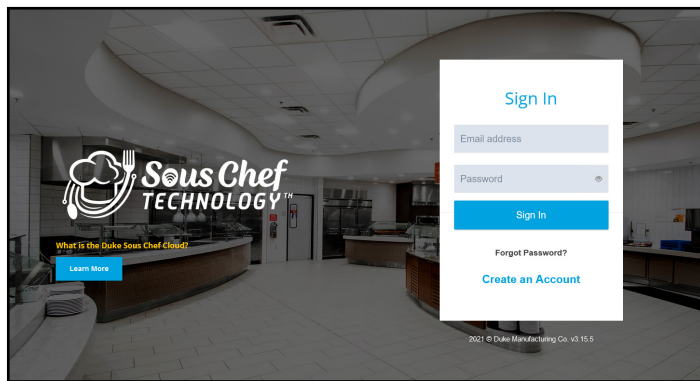 Sous Chef
TECHNOLOGY TM
What is the Duke Sous Chef Cloud?
Learn More
Sign In
Email address
Password
Sign In
Forgot Password?
Create an Account
2021 © Duke Manufacturing Co. v3.15.5